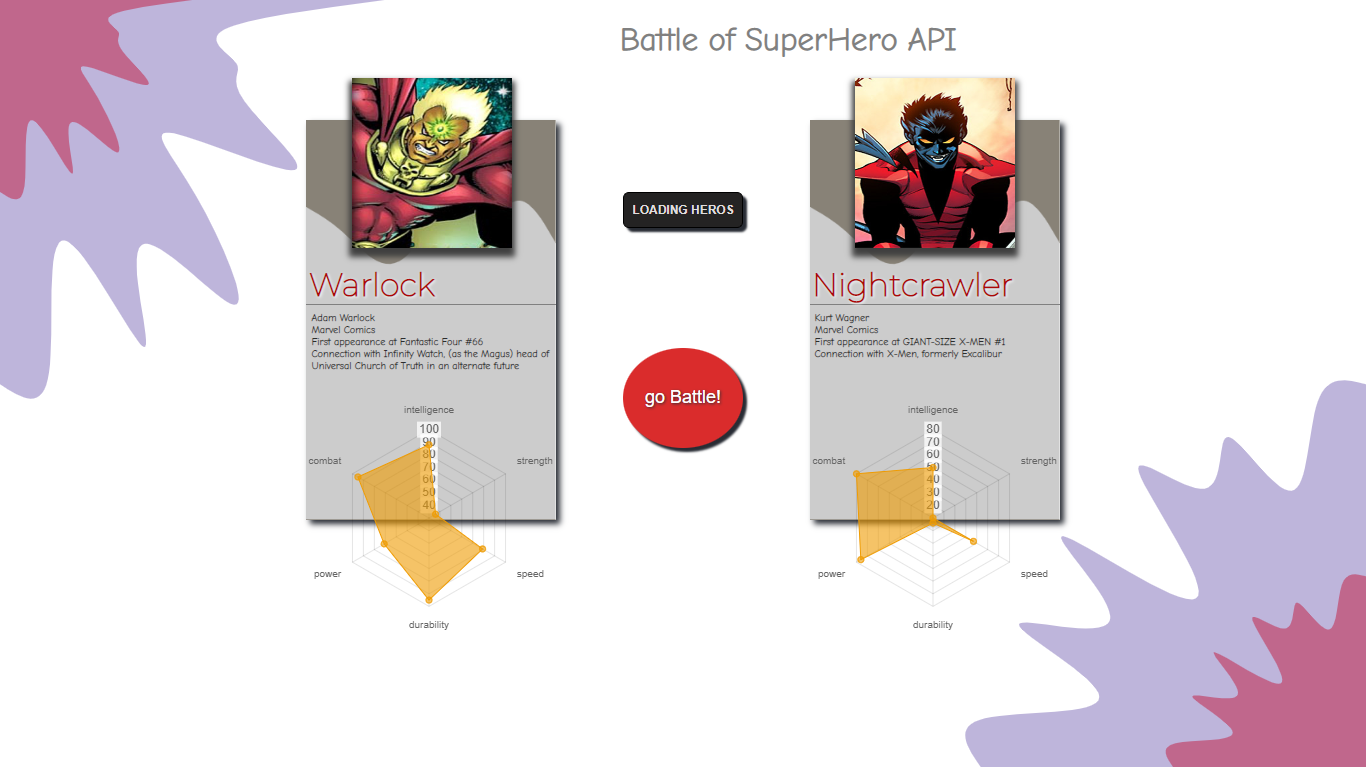 Battle of SuperHero API
LOADING HEROS
go Battle!
Warlock
Adam Warlock
Marvel Comics
First appearance at Fantastic Four #66
Connection with Infinity Watch, (as the Magus) head of
Universal Church of Truth in an alternate future
intelligence
100
90
80
70
60
50
40
combat
strength
power
speed
durability
Nightcrawler
Kurt Wagner
Marvel Comics
First appearance at GIANT-SIZE X-MEN #1
Connection with X-Men, formerly Excalibur
intelligence
80
70
60
50
40
30
20
combat
strength
power
speed
durability